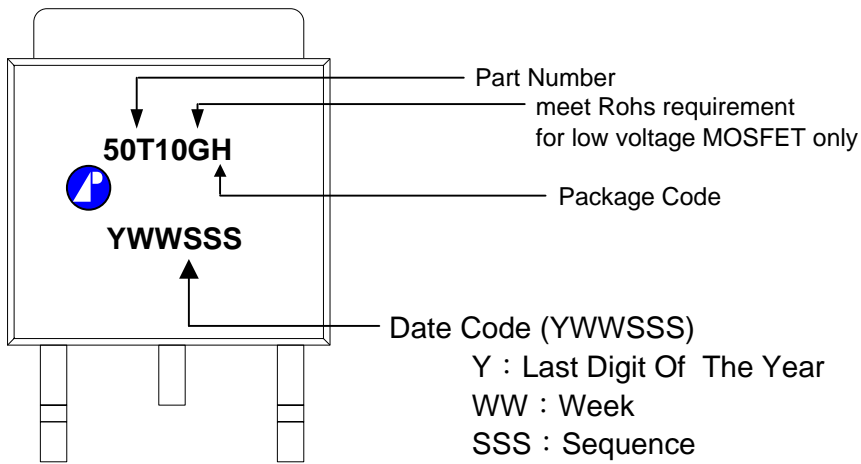 Part Number
meet Rohs requirement
for low voltage MOSFET only
50T10GH
Package Code
YWWSSS
Date Code (YWWSSS)
Y：Last Digit Of The Year
WW：Week
SSS：Sequence